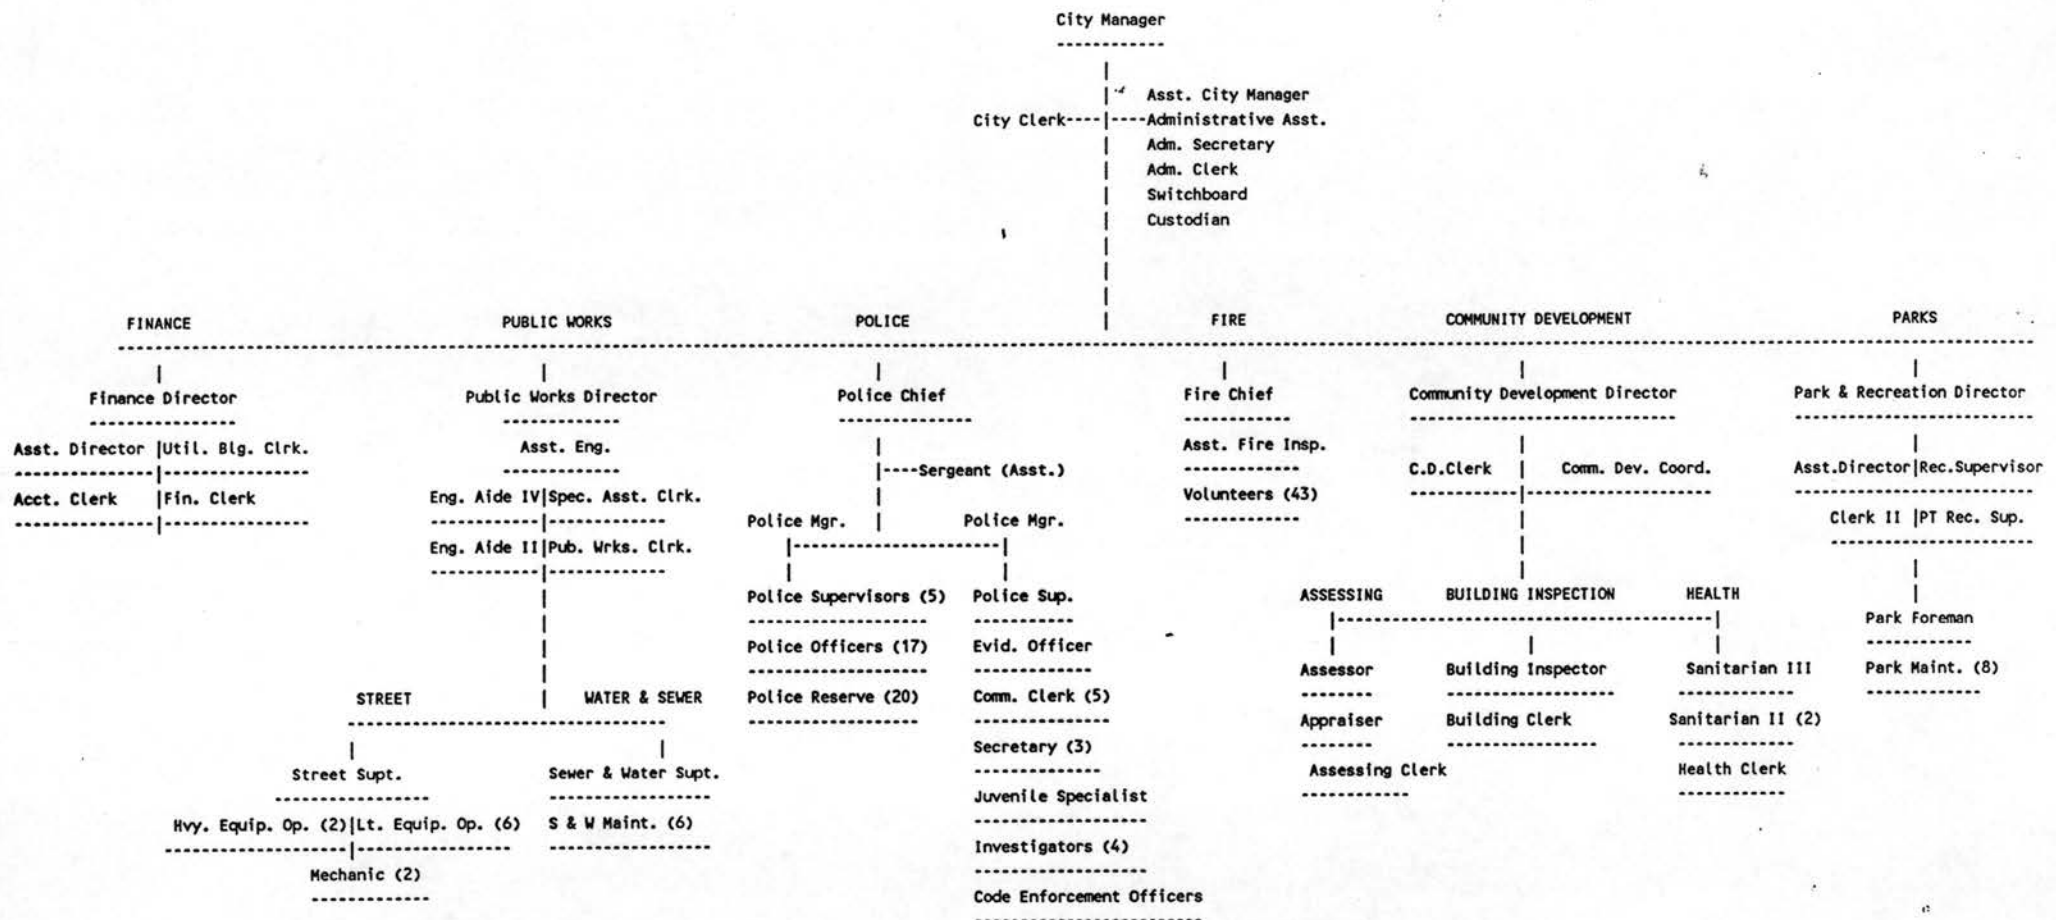 City Manager
Asst. City Manager
City Clerk----|----Administrative Asst.
Adm. Secretary
Adm. Clerk
Switchboard
Custodian
FINANCE PUBLIC WORKS POLICE FIRE COMMUNITY DEVELOPMENT PARKS
Finance Director
Asst. Director |Util. Blg. Clrk.
Acct. Clerk |Fin. Clerk
Public Works Director
Asst. Eng.
Eng. Aide IV|Spec. Asst. Clrk.
Eng. Aide II|Pub. Wrks. Clrk.
STREET WATER & SEWER
Street Supt.
Hvy. Equip. Op. (2)|Lt. Equip. Op. (6)
Mechanic (2)
Sewer & Water Supt.
S & W Maint. (6)
Police Chief
|----Sergeant (Asst.)
Police Mgr. Police Mgr.
Police Supervisors (5)
Police Officers (17)
Police Reserve (20)
Police Sup.
Evid. Officer
Comm. Clerk (5)
Secretary (3)
Juvenile Specialist
Investigators (4)
Code Enforcement Officers
Fire Chief
Asst. Fire Insp.
Volunteers (43)
Community Development Director
C.D.Clerk | Comm. Dev. Coord.
ASSESSING BUILDING INSPECTION HEALTH
Assessor
Appraiser
Assessing Clerk
Building Inspector
Building Clerk
Sanitarian III
Sanitarian II (2)
Health Clerk
Park & Recreation Director
Asst.Director|Rec.Supervisor
Clerk II |PT Rec. Sup.
Park Foreman
Park Maint. (8)